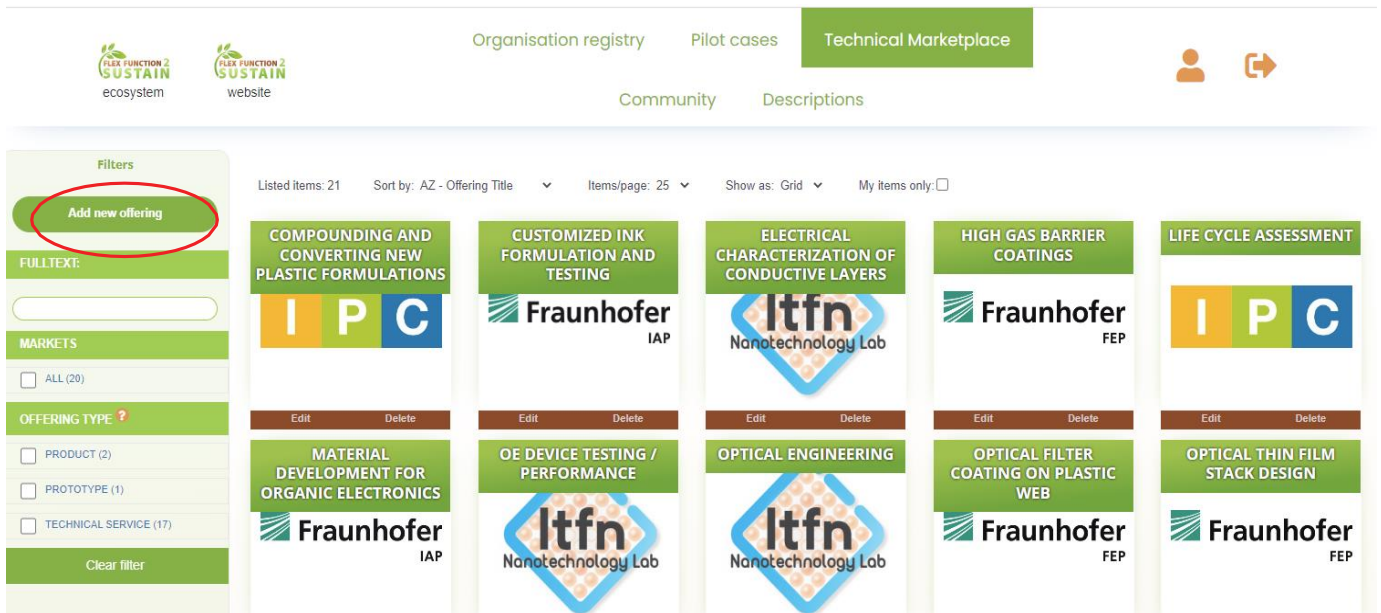 Organisation registry Pilot cases Technical Marketplace
FLEX FUNCTION 2
SUSTAIN
ecosystem
FLEX FUNCTION 2
SUSTAIN
website
Community Descriptions
Filters
Add new offering
FULLTEXT:
MARKETS
ALL (20)
OFFERING TYPE ?
PRODUCT (2)
PROTOTYPE (1)
TECHNICAL SERVICE (17)
Clear filter
Listed items: 21 Sort by: AZ - Offering Title Items/page: 25 Show as: Grid My items only:
COMPOUNDING AND
CONVERTING NEW
PLASTIC FORMULATIONS
IPC
Edit Delete
CUSTOMIZED INK
FORMULATION AND
TESTING
Fraunhofer
IAP
Edit Delete
ELECTRICAL
CHARACTERIZATION OF
CONDUCTIVE LAYERS
ltfn
Nanotechnology Lab
Edit Delete
HIGH GAS BARRIER
COATINGS
Fraunhofer
FEP
Edit Delete
LIFE CYCLE ASSESSMENT
IPC
Edit Delete
MATERIAL
DEVELOPMENT FOR
ORGANIC ELECTRONICS
Fraunhofer
IAP
OE DEVICE TESTING /
PERFORMANCE
ltfn
Nanotechnology Lab
OPTICAL ENGINEERING
ltfn
Nanotechnology Lab
OPTICAL FILTER
COATING ON PLASTIC
WEB
Fraunhofer
FEP
OPTICAL THIN FILM
STACK DESIGN
Fraunhofer
FEP